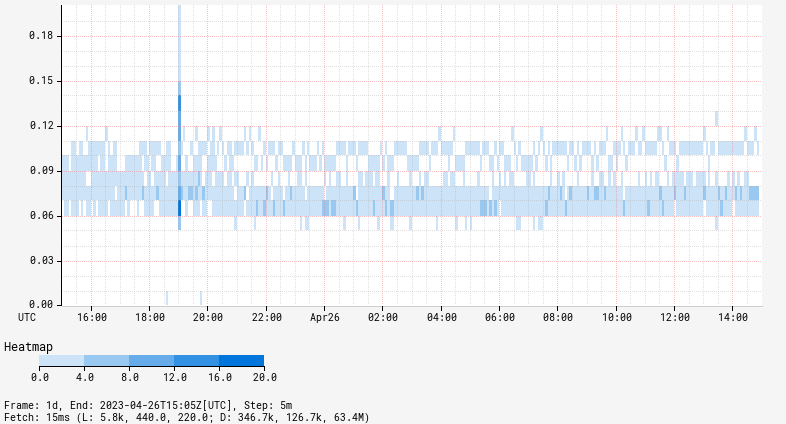 0.18
0.15
0.12
0.09
0.06
0.03
0.00
UTC 16:00 18:00 20:00 22:00 Apr26 02:00 04:00 06:00 08:00 10:00 12:00 14:00
Heatmap
0.0 4.0 8.0 12.0 16.0 20.0
Frame: 1d, End: 2023-04-26T15:05Z[UTC], Step: 5m
Fetch: 15ms (L: 5.8k, 440.0, 220.0; D: 346.7k, 126.7k, 63.4M)